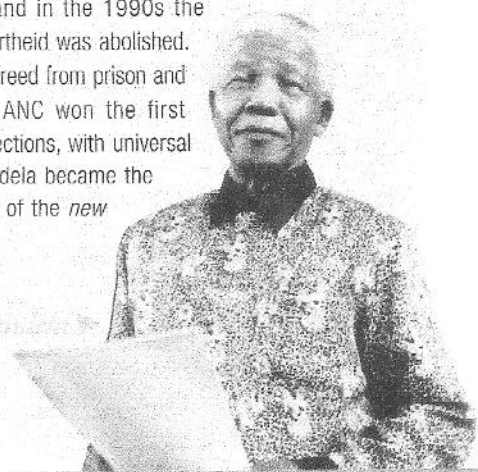 and in the 1990s the
rtheid was abolished.
reed from prison and
ANC won the first
ections, with universal
dela became the
of the new